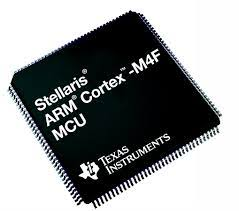 Stellaris®
ARM® Cortex™-M4F
MCU
TEXAS
INSTRUMENTS